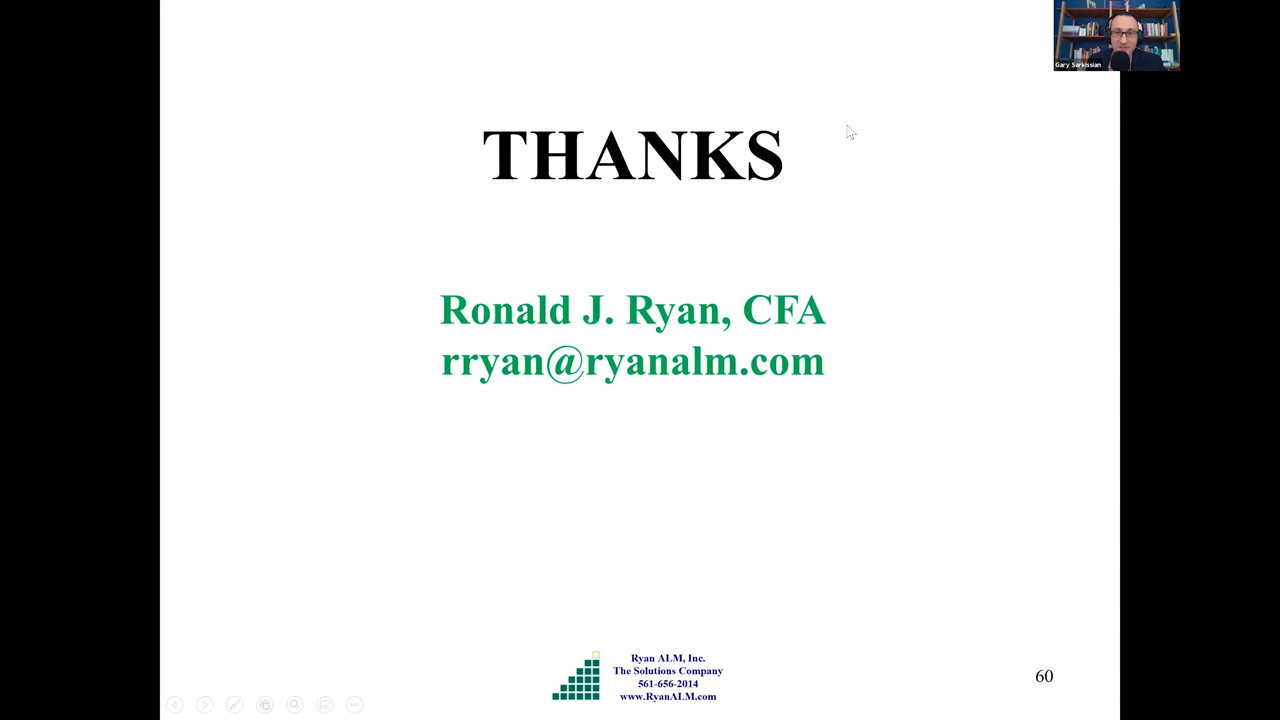 Gary Sarkissian
THANKS
Ronald J. Ryan, CFA
rryan@ryanalm.com
Ryan ALM, Inc.
The Solutions Company
561-656-2014
www.RyanALM.com
60